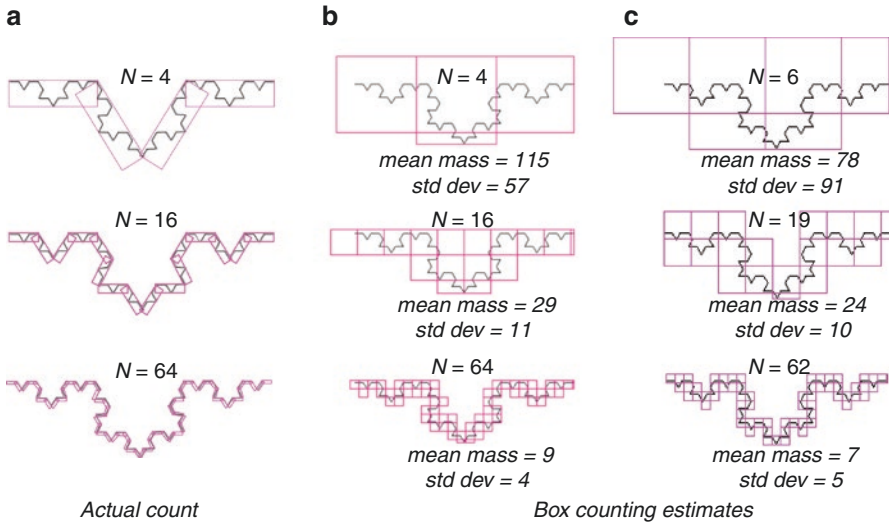 a
b
c
N = 4
N = 4
N = 6
mean mass = 115
std dev = 57
mean mass = 78
std dev = 91
N = 16
N = 16
N = 19
mean mass = 29
std dev = 11
mean mass = 24
std dev = 10
N = 64
N = 64
N = 62
mean mass = 9
std dev = 4
mean mass = 7
std dev = 5
Actual count
Box counting estimates